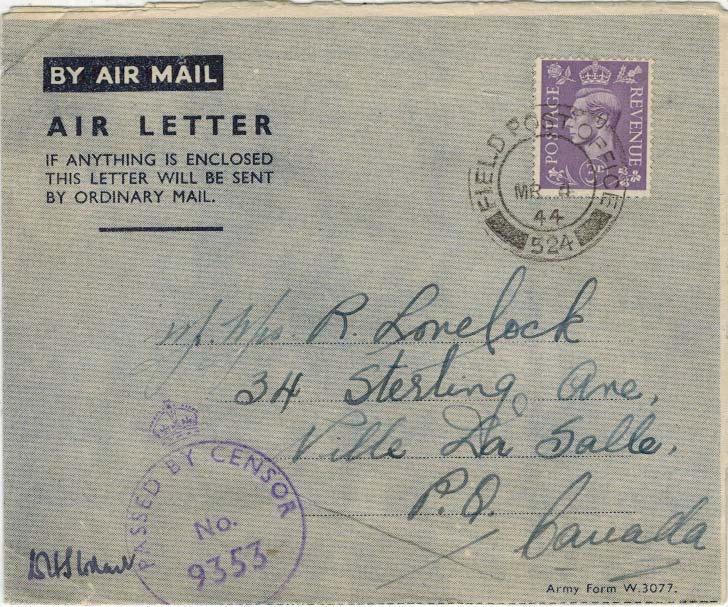 BY AIR MAIL
AIR LETTER
IF ANYTHING IS ENCLOSED
THIS LETTER WILL BE SENT
BY ORDINARY MAIL.
POSTAGE REVENUE
FIELD POST OFFICE
MR 4
44
524
R. Lovelock
34 Sterling Ave,
Ville La Salle,
P.Q.
Canada
PASSED BY CENSOR
No.
9353
Army Form W.3077.